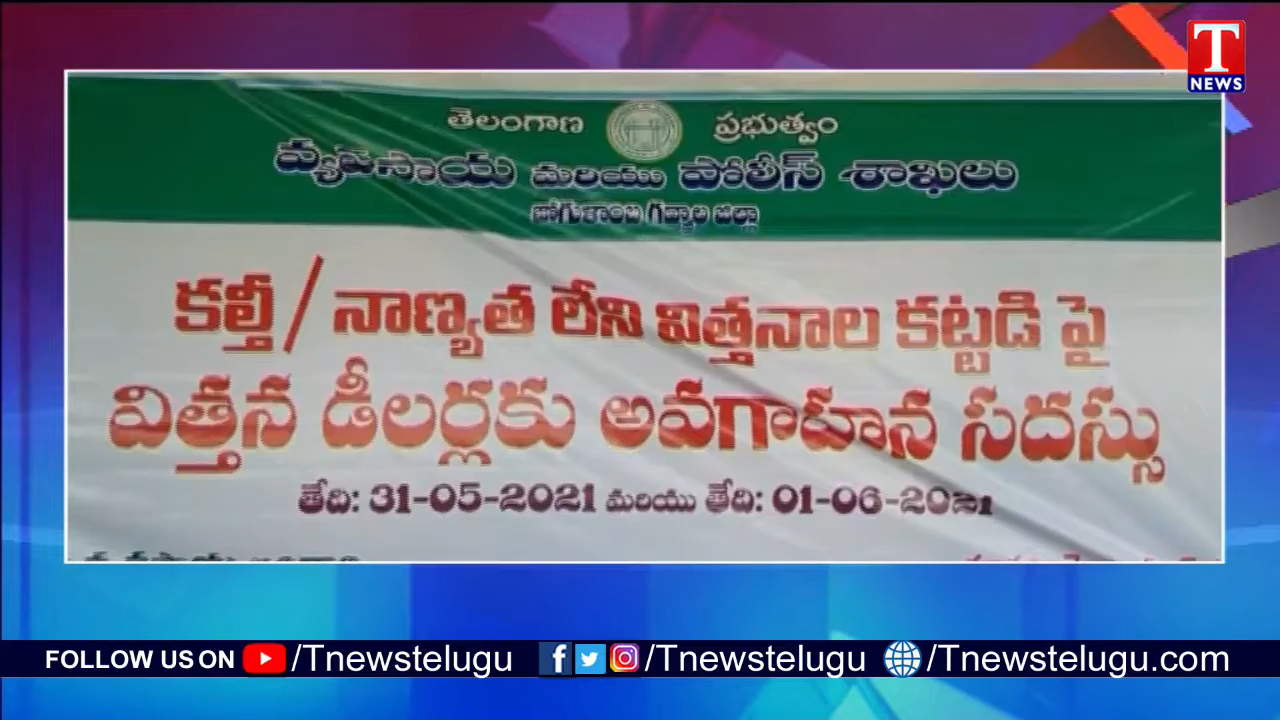 T
NEWS
తెలంగాణ ప్రభుత్వం
వ్యవసాయ మరియు పోలీస్ శాఖలు
జోగుళాంబ గద్వాల జిల్లా
కల్తీ/నాణ్యత లేని విత్తనాల కట్టడి పై
విత్తన డీలర్లకు అవగాహన సదస్సు
తేది: 31-05-2021 మరియు తేది: 01-06-2021
FOLLOW US ON /Tnewstelugu /Tnewstelugu /Tnewstelugu.com